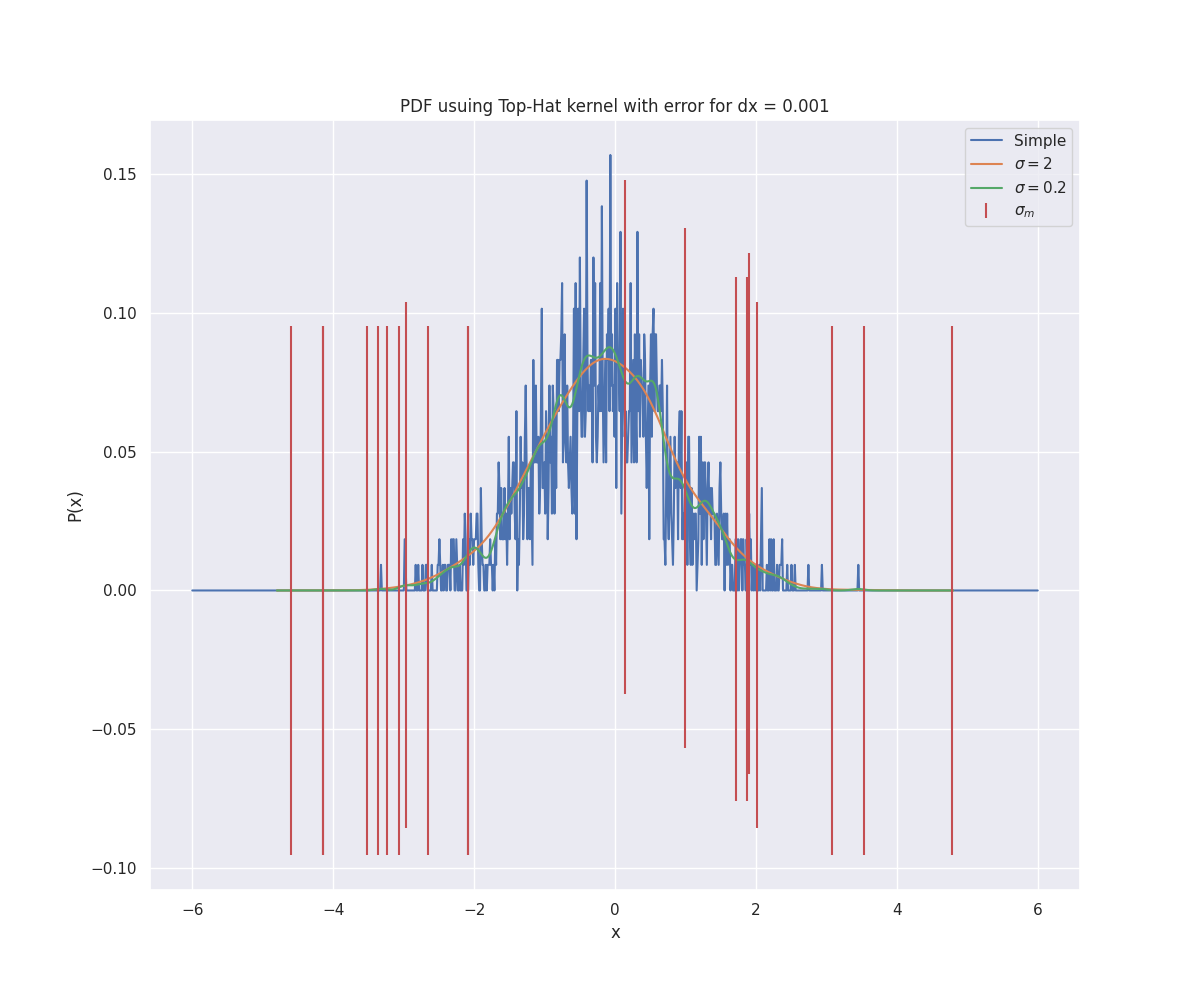 PDF usuing Top-Hat kernel with error for dx = 0.001
Simple
σ = 2
σ = 0.2
σₘ
P(x)
0.15
0.10
0.05
0.00
−0.05
−0.10
−6 −4 −2 0 2 4 6
x